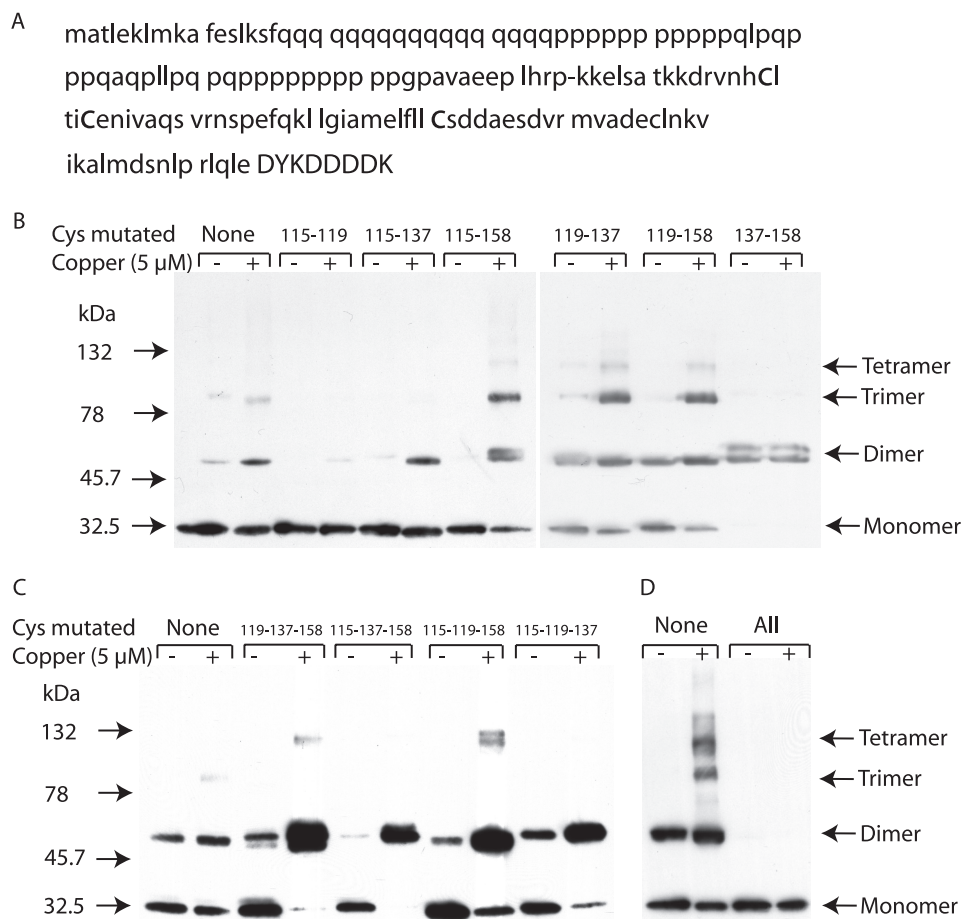 A
matleklmka feslksfqqq qqqqqqqqqq qqqqpppppp pppppqlpqp
ppqaqpllpq pqpppppppp ppgpavaeep lhrp-kkelsa tkkdrvnhCl
tiCenivaqs vrnspefqkl lgiamelfll Csddaesdvr mvadeclnkv
ikalmdsnlp rlqle DYKDDDDK
B
Cys mutated None 115-119 115-137 115-158 119-137 119-158 137-158
Copper (5 µM) - + - + - + - + - + - + - +
kDa
132
78
45.7
32.5
Tetramer
Trimer
Dimer
Monomer
C
Cys mutated None 119-137-158 115-137-158 115-119-158 115-119-137
Copper (5 µM) - + - + - + - + - +
kDa
132
78
45.7
32.5
D
None All
- + - +
Tetramer
Trimer
Dimer
Monomer